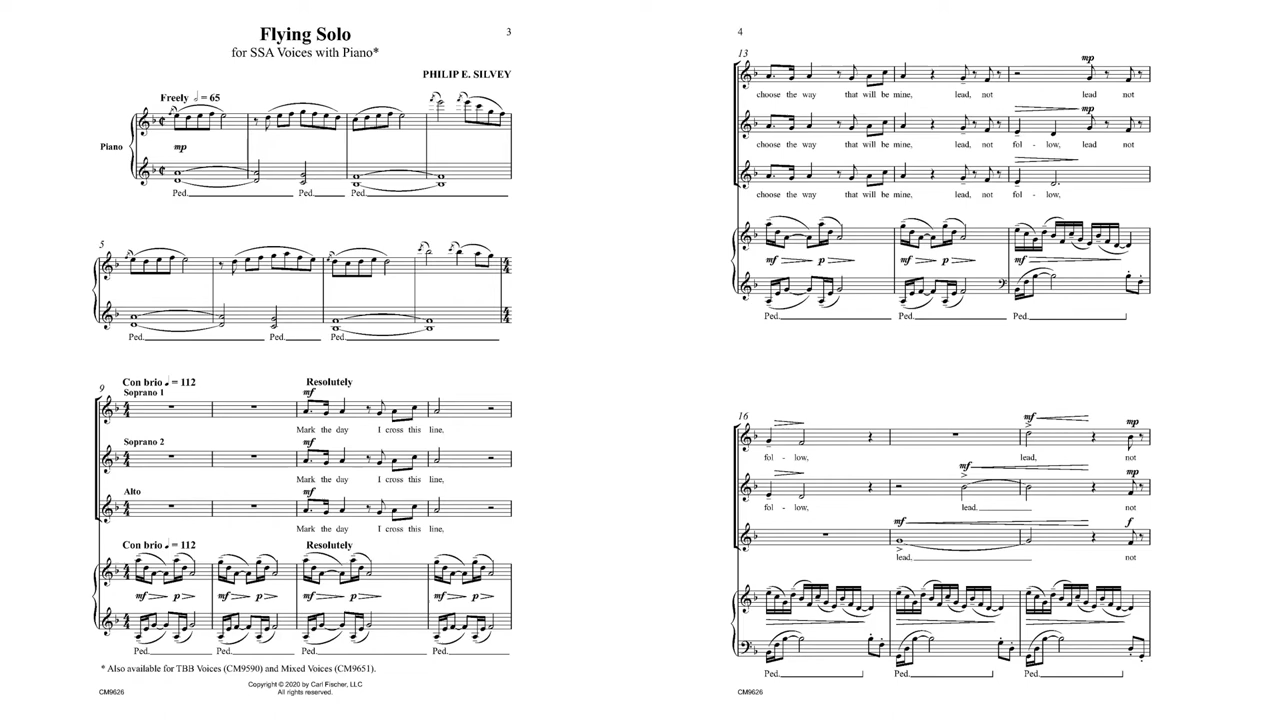 Flying Solo
3
for SSA Voices with Piano*
PHILIP E. SILVEY
Freely = 65
Piano
mp
Ped. Ped. Ped.
5
Ped. Ped. Ped.
9
Con brio = 112 Resolutely
Soprano 1
mf
Mark the day I cross this line,
Soprano 2
mf
Mark the day I cross this line,
Alto
mf
Mark the day I cross this line,
Con brio = 112 Resolutely
mf p mf p mf p mf p
Ped. Ped. Ped. Ped.
* Also available for TBB Voices (CM9590) and Mixed Voices (CM9651).
Copyright © 2020 by Carl Fischer, LLC
All rights reserved.
CM9626
4
13
mp
choose the way that will be mine, lead, not lead not
mp
choose the way that will be mine, lead, not fol - low, lead not
choose the way that will be mine, lead, not fol - low,
mf p mf p mf
Ped. Ped. Ped.
16
mf mp
fol - low, lead, not
mf mp
fol - low, lead. not
mf f
lead. not
Ped. Ped. Ped.
CM9626